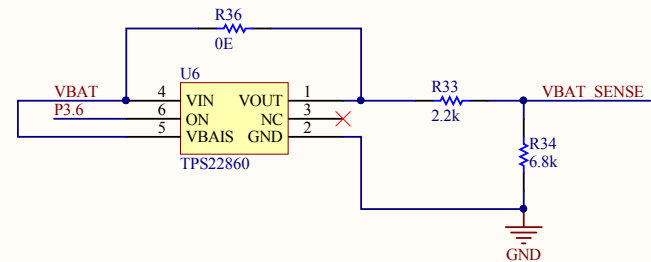 R36
0E
U6
VBAT
4
VIN
VOUT
1
P3.6
6
ON
NC
3
5
VBAIS
GND
2
TPS22860
R33
2.2k
VBAT_SENSE
R34
6.8k
GND